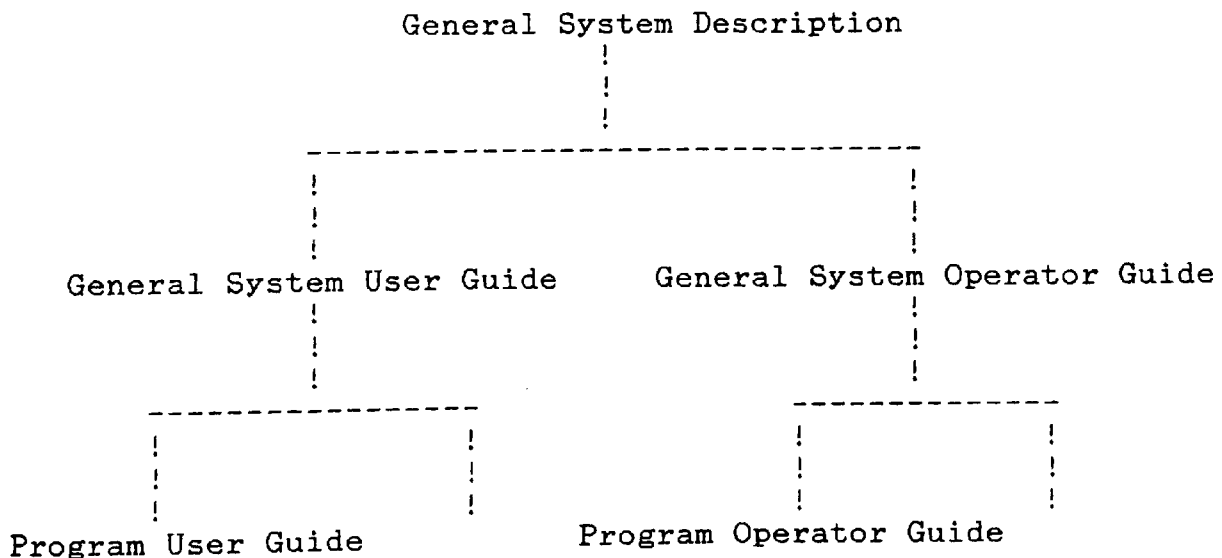 General System Description
General System User Guide
General System Operator Guide
Program User Guide
Program Operator Guide